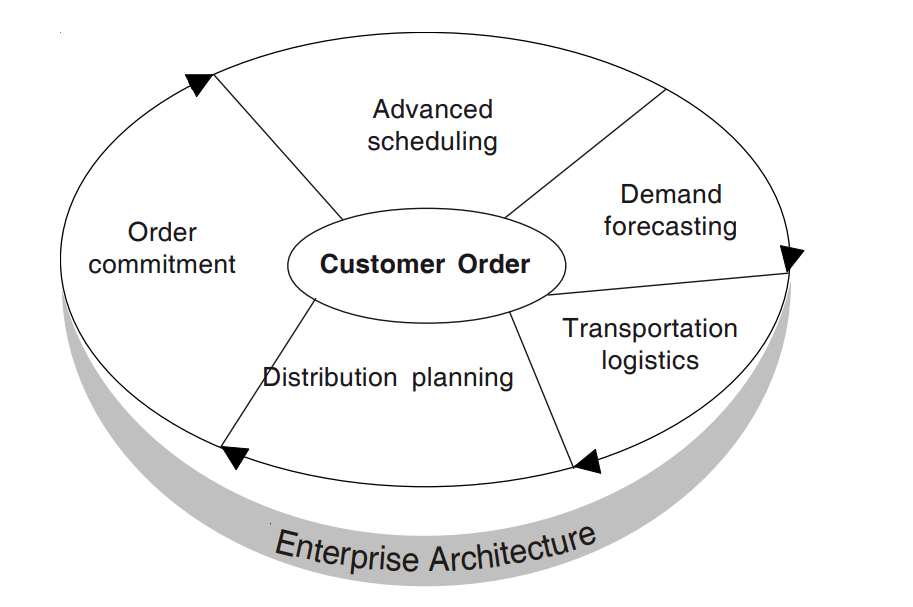 Advanced
scheduling
Demand
forecasting
Order
commitment
Customer Order
Transportation
logistics
Distribution planning
Enterprise Architecture